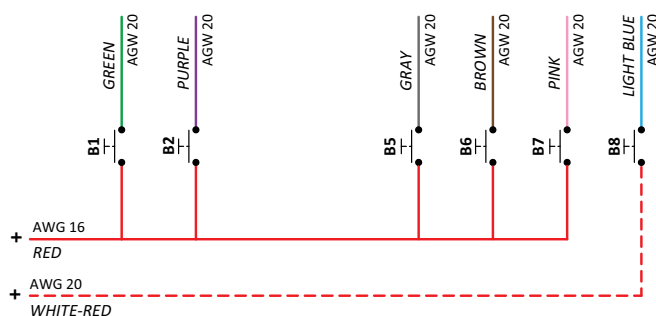 GREEN
AGW 20
PURPLE
AGW 20
GRAY
AGW 20
BROWN
AGW 20
PINK
AGW 20
LIGHT BLUE
AGW 20
B1
B2
B5
B6
B7
B8
+ AWG 16
RED
+ AWG 20
WHITE-RED